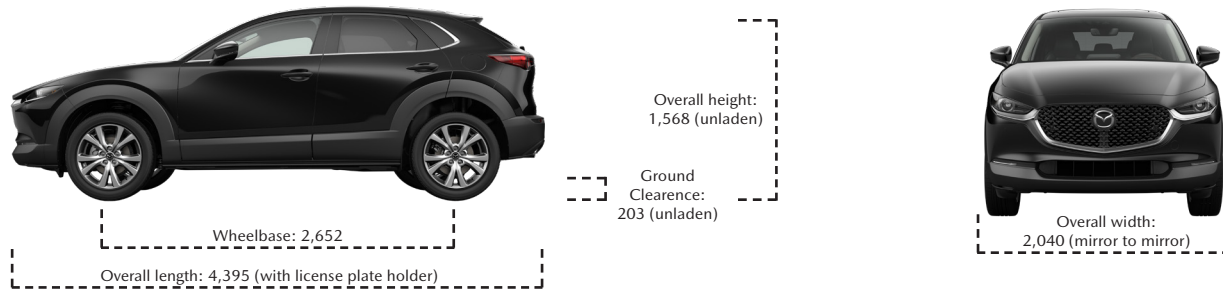 Overall height:
1,568 (unladen)
Ground
Clearence:
203 (unladen)
Wheelbase: 2,652
Overall length: 4,395 (with license plate holder)
Overall width:
2,040 (mirror to mirror)